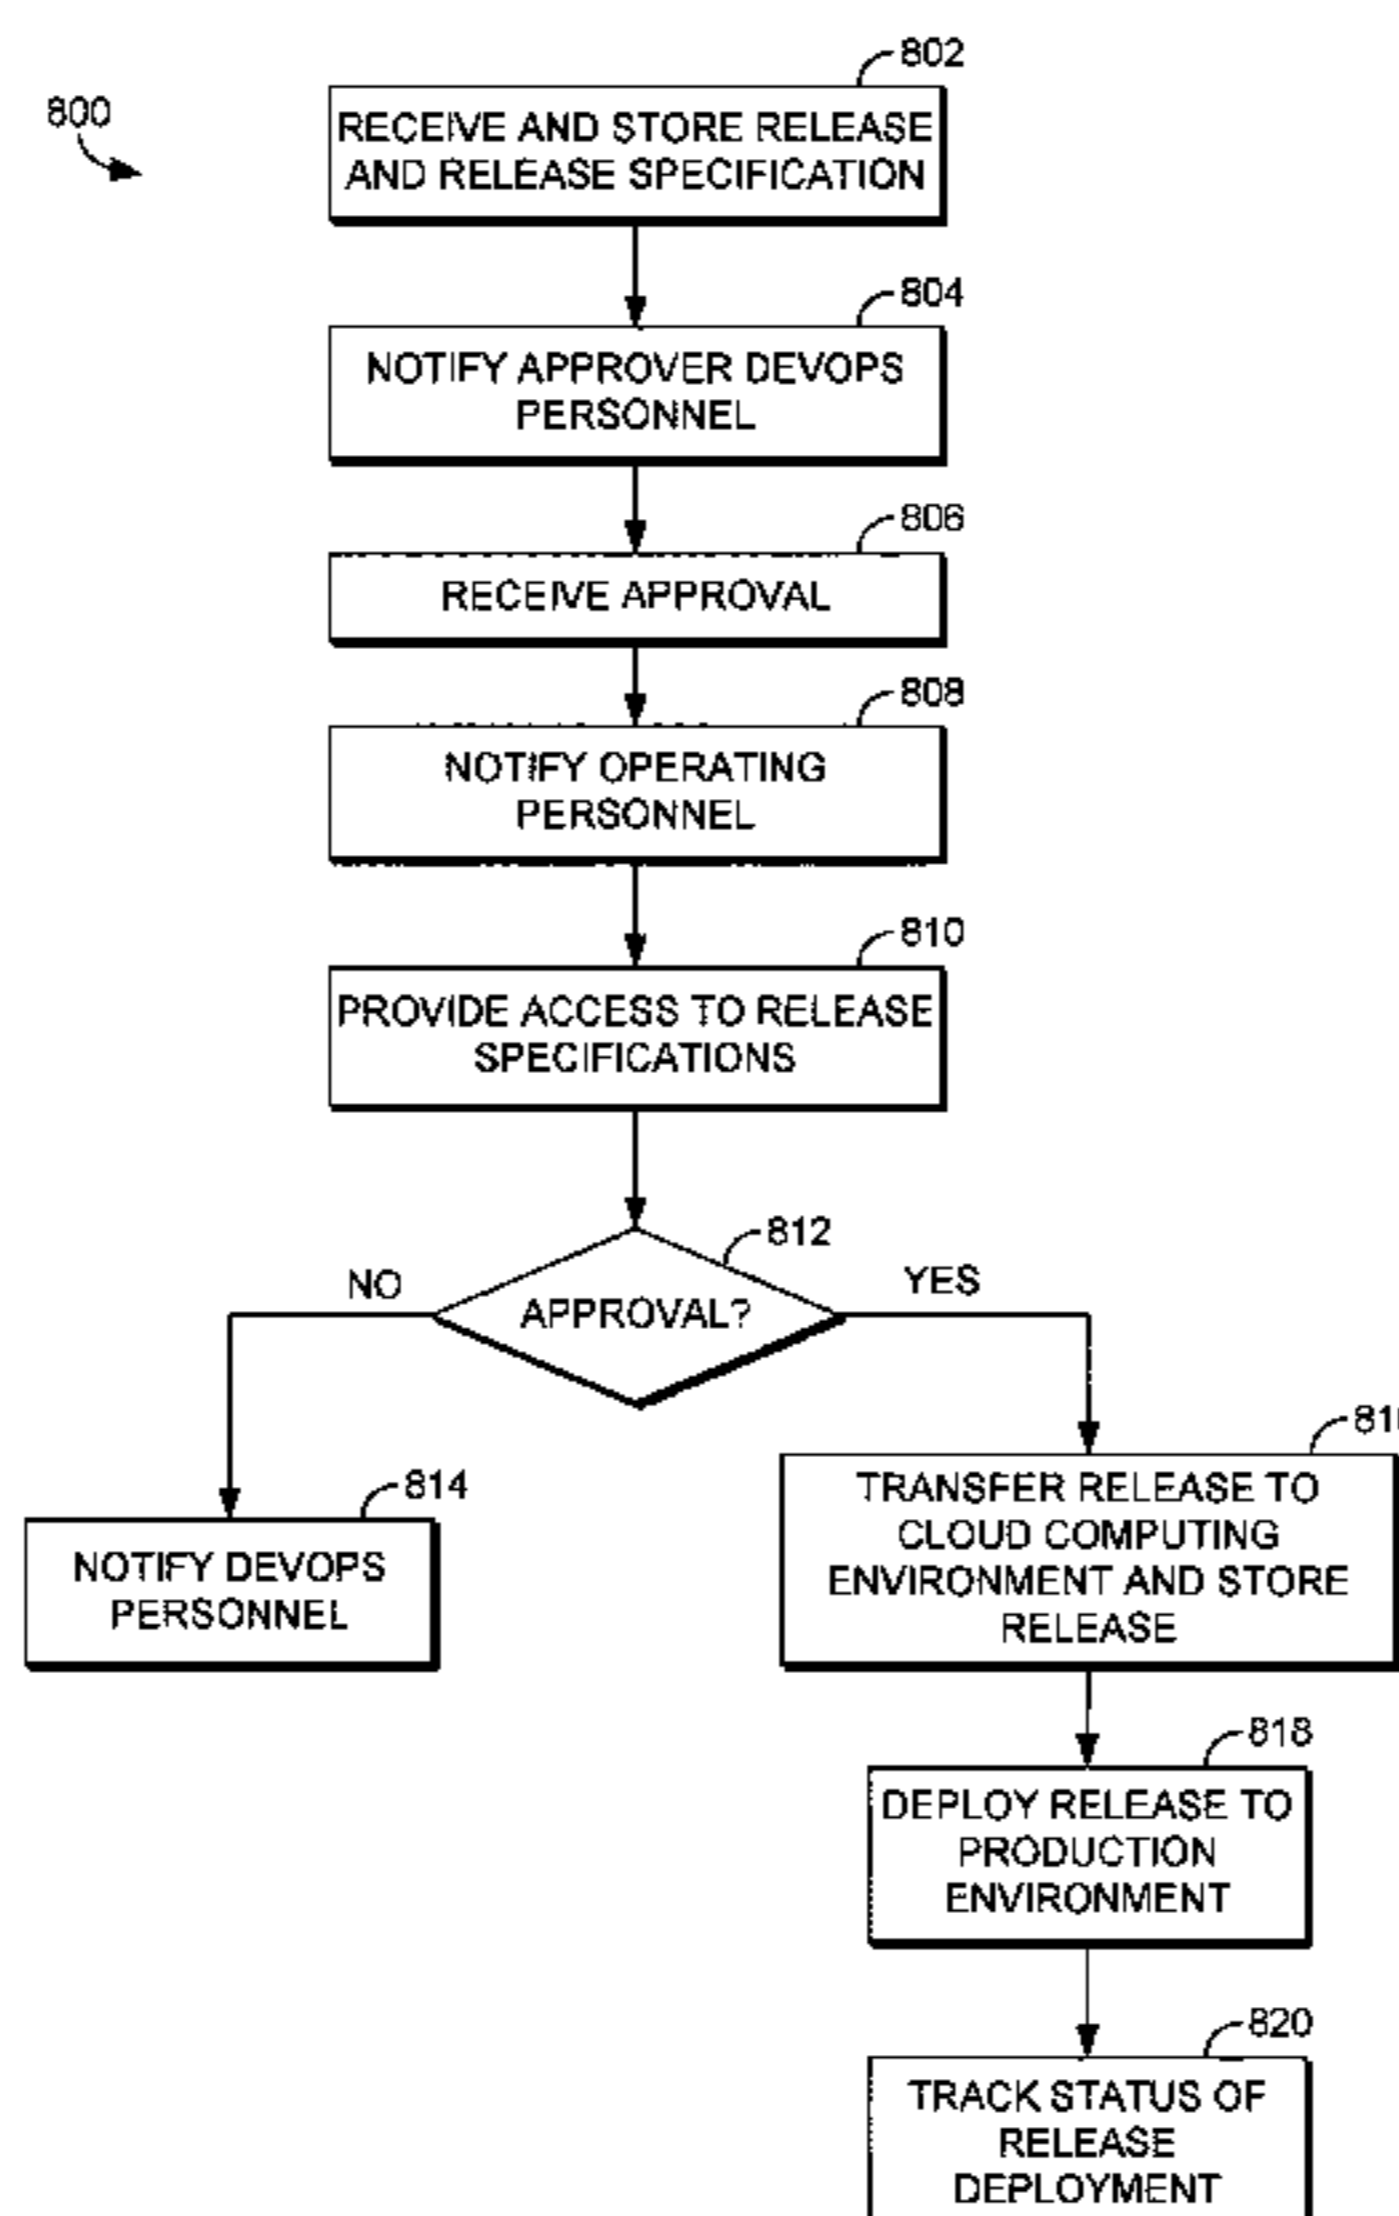 800
802
RECEIVE AND STORE RELEASE
AND RELEASE SPECIFICATION
804
NOTIFY APPROVER DEVOPS
PERSONNEL
806
RECEIVE APPROVAL
808
NOTIFY OPERATING
PERSONNEL
810
PROVIDE ACCESS TO RELEASE
SPECIFICATIONS
812
NO
APPROVAL?
YES
814
NOTIFY DEVOPS
PERSONNEL
TRANSFER RELEASE TO
CLOUD COMPUTING
ENVIRONMENT AND STORE
RELEASE
818
DEPLOY RELEASE TO
PRODUCTION
ENVIRONMENT
820
TRACK STATUS OF
RELEASE
DEPLOYMENT